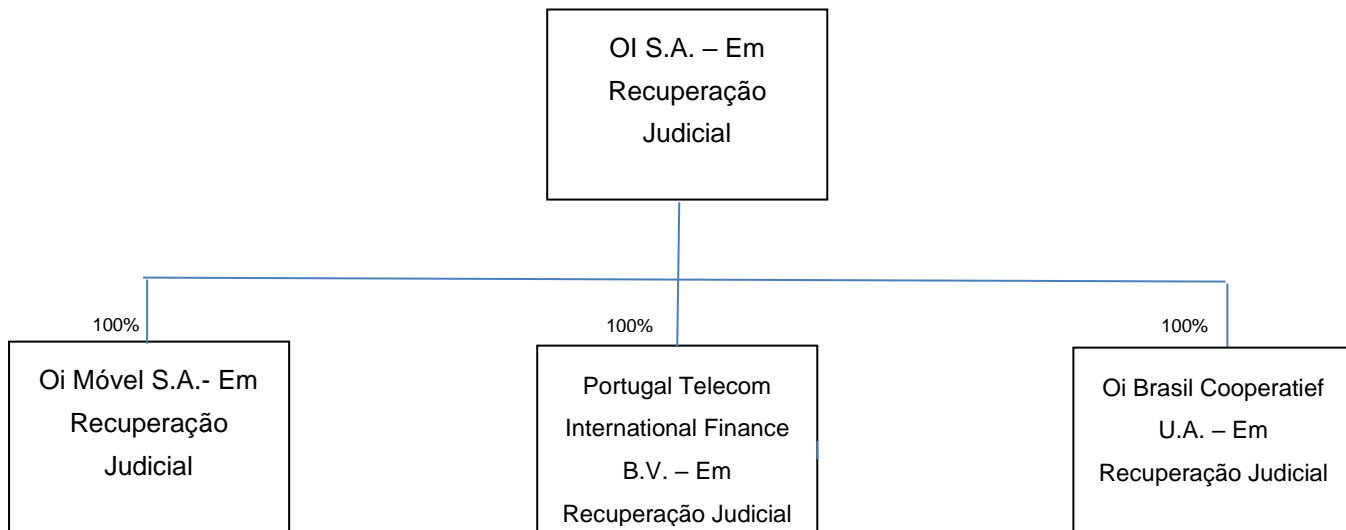 OI S.A. – Em
Recuperação
Judicial
100%
100%
100%
Oi Móvel S.A.- Em
Recuperação
Judicial
Portugal Telecom
International Finance
B.V. – Em
Recuperação Judicial
Oi Brasil Cooperatief
U.A. – Em
Recuperação Judicial